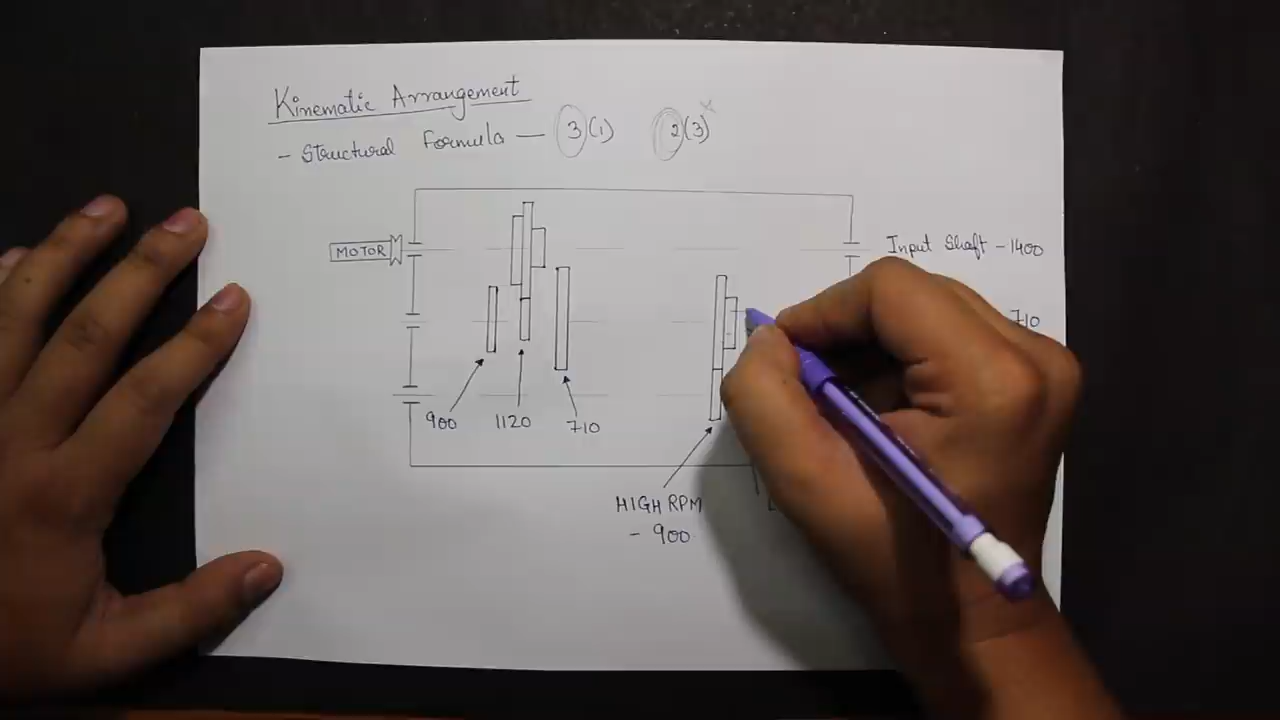 Kinematic Arrangement
- Structural Formula — 3(1) 2(3)x
MOTOR
Input Shaft - 1400
710
900 1120 710
HIGH RPM
- 900